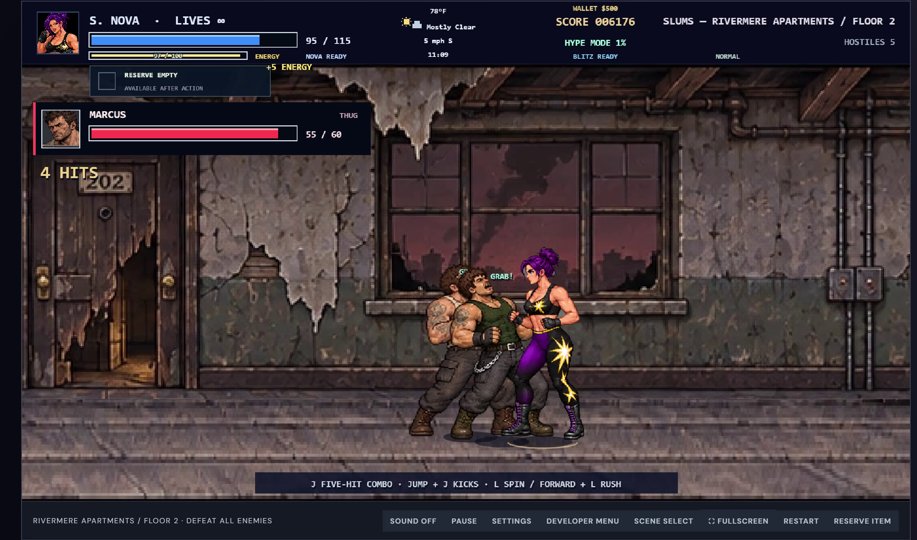 S. NOVA · LIVES ∞
95 / 115
97 / 100
ENERGY
NOVA READY
+5 ENERGY
RESERVE EMPTY
AVAILABLE AFTER ACTION
78°F
Mostly Clear
5 mph S
11:09
WALLET $500
SCORE 006176
HYPE MODE 1%
BLITZ READY
NORMAL
SLUMS — RIVERMERE APARTMENTS / FLOOR 2
HOSTILES 5
MARCUS
THUG
55 / 60
4 HITS
202
GRAB!
J FIVE-HIT COMBO · JUMP + J KICKS · L SPIN / FORWARD + L RUSH
RIVERMERE APARTMENTS / FLOOR 2 · DEFEAT ALL ENEMIES
SOUND OFF
PAUSE
SETTINGS
DEVELOPER MENU
SCENE SELECT
FULLSCREEN
RESTART
RESERVE ITEM